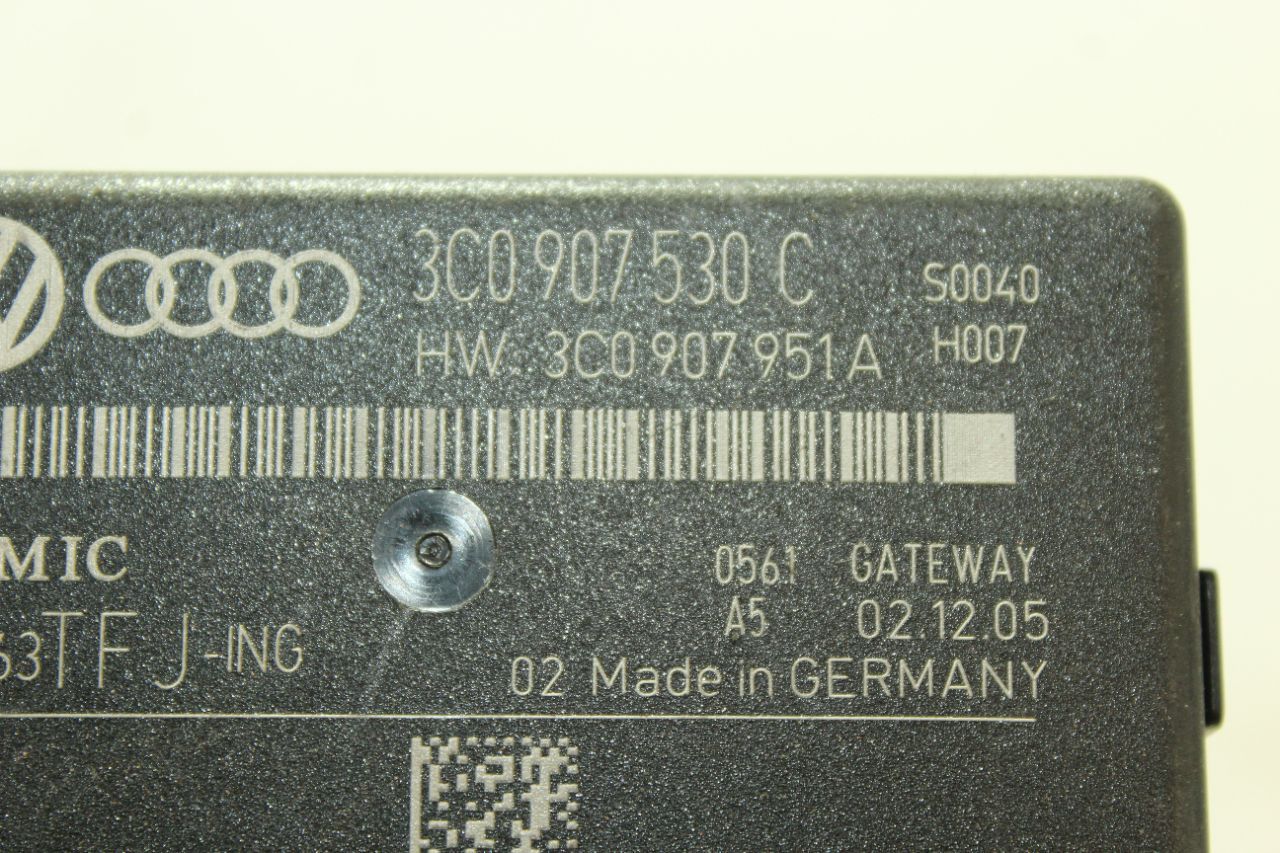 3C0 907 530 C S0040
HW. 3C0 907 951 A H007
MIC 0561 GATEWAY
63TF J-ING A5 02.12.05
02 Made in GERMANY